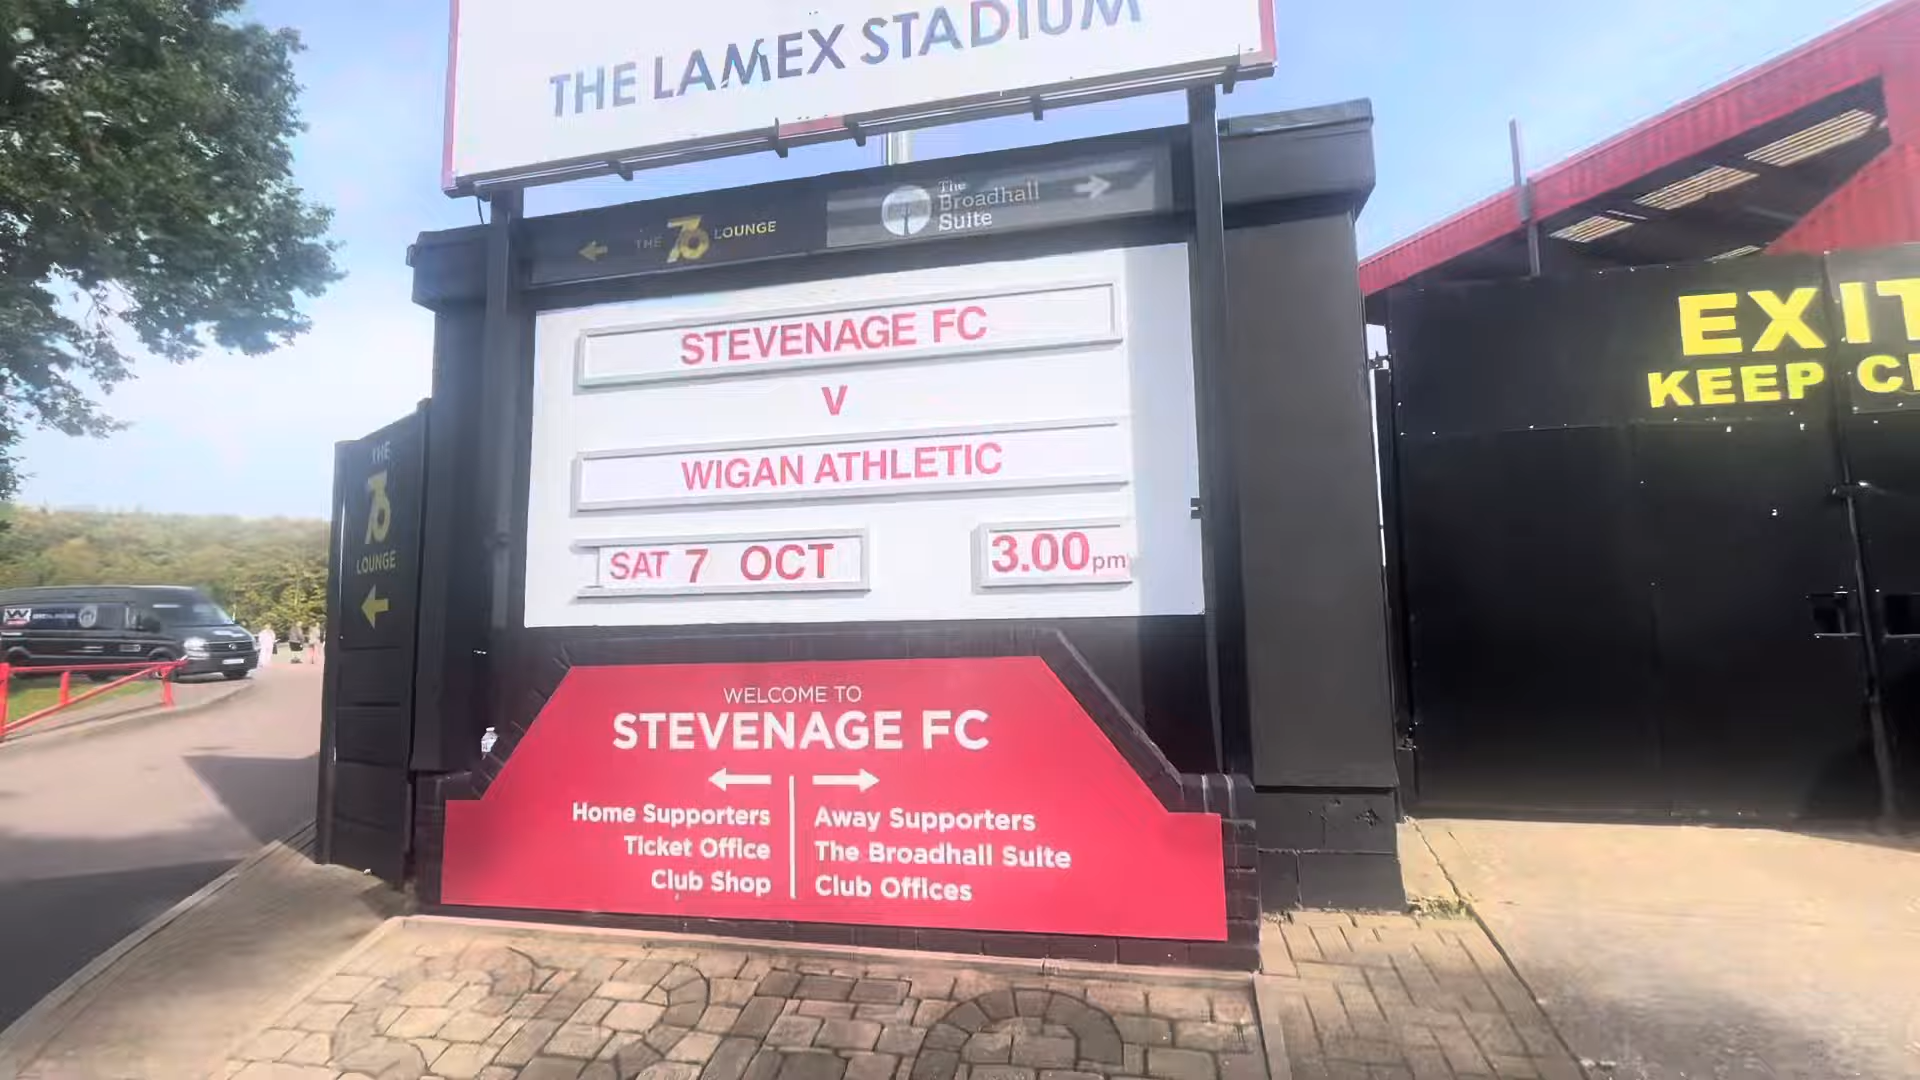 THE LAMEX STADIUM
THE 76 LOUNGE
The
Broadhall
Suite
STEVENAGE FC
V
WIGAN ATHLETIC
SAT 7 OCT
3.00pm
THE
76
LOUNGE
EXIT
KEEP
WELCOME TO
STEVENAGE FC
Home Supporters
Ticket Office
Club Shop
Away Supporters
The Broadhall Suite
Club Offices